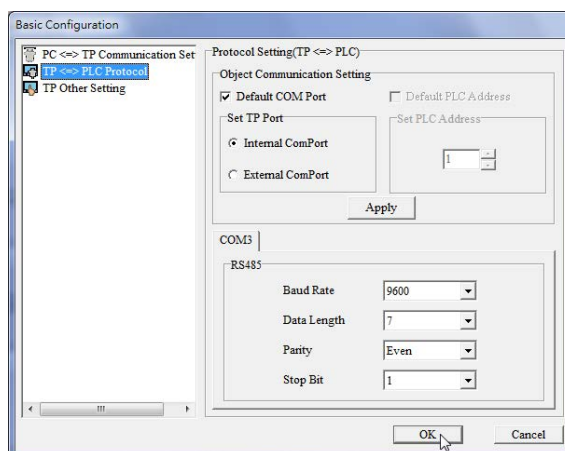 Basic Configuration
PC <=> TP Communication Set
TP <=> PLC Protocol
TP Other Setting
Protocol Setting(TP <=> PLC)
Object Communication Setting
Default COM Port
Default PLC Address
Set TP Port
Internal ComPort
External ComPort
Set PLC Address
1
Apply
COM3
RS485
Baud Rate 9600
Data Length 7
Parity Even
Stop Bit 1
OK Cancel